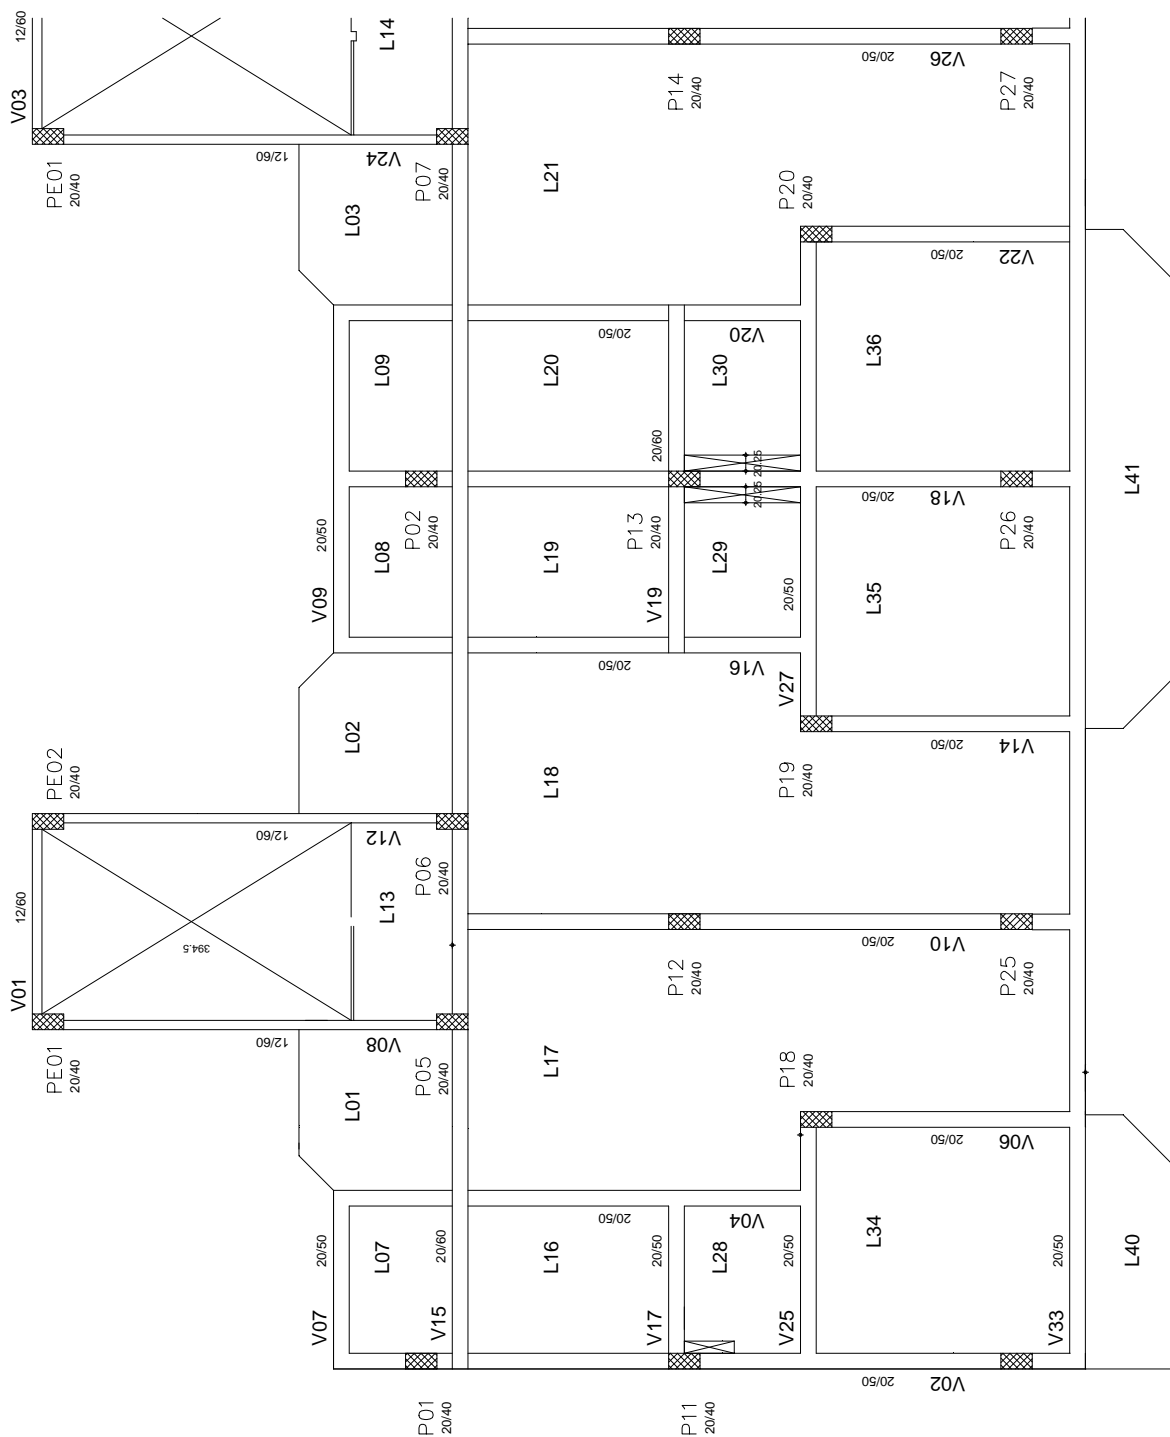 12/60
V03
L14
20/50
V26
P14
20/40
P27
20/40
PE01
20/40
12/60
V24
P07
20/40
L03
L21
P20
20/40
20/50
V22
L09
20/50
L20
V20
L30
L36
20/60
20/25
20/25
20/50
V18
L41
20/50
V09
L08
P02
20/40
L19
P13
20/40
V19
L29
20/50
P26
20/40
L35
L02
20/50
V16
V27
PE02
20/40
L18
P19
20/40
20/50
V14
12/60
V12
P06
20/40
12/60
V01
L13
394.5
P12
20/40
20/50
V10
P25
20/40
PE01
20/40
12/60
V08
P05
20/40
L01
L17
P18
20/40
20/50
V06
20/50
V07
L07
20/60
V15
20/50
L16
20/50
V17
V04
L28
20/50
V25
L34
20/50
V33
L40
P01
20/40
P11
20/40
20/50
V02